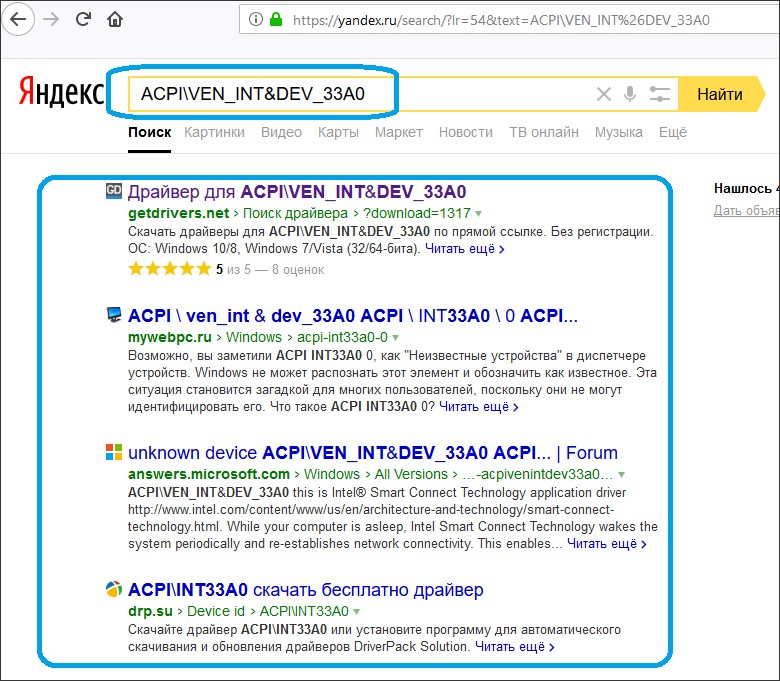 https://yandex.ru/search/?lr=54&text=ACPI\VEN_INT%26DEV_33A0
Яндекс
ACPI\VEN_INT&DEV_33A0
Найти
Поиск Картинки Видео Карты Маркет Новости ТВ онлайн Музыка Ещё
GD Драйвер для ACPI\VEN_INT&DEV_33A0
getdrivers.net › Поиск драйвера › ?download=1317
Скачать драйверы для ACPI\VEN_INT&DEV_33A0 по прямой ссылке. Без регистрации.
ОС: Windows 10/8, Windows 7/Vista (32/64-бита). Читать ещё ›
5 из 5 — 8 оценок
ACPI \ ven_int & dev_33A0 ACPI \ INT33A0 \ 0 ACPI...
mywebpc.ru › Windows › acpi-int33a0-0
Возможно, вы заметили ACPI INT33A0 0, как "Неизвестные устройства" в диспетчере
устройств. Windows не может распознать этот элемент и обозначить как известное. Эта
ситуация становится загадкой для многих пользователей, поскольку они не могут
идентифицировать его. Что такое ACPI INT33A0 0? Читать ещё ›
unknown device ACPI\VEN_INT&DEV_33A0 ACPI... | Forum
answers.microsoft.com › Windows › All Versions › …-acpivenintdev33a0…
ACPI\VEN_INT&DEV_33A0 this is Intel® Smart Connect Technology application driver
http://www.intel.com/content/www/us/en/architecture-and-technology/smart-connect-
technology.html. While your computer is asleep, Intel Smart Connect Technology wakes the
system periodically and re-establishes network connectivity. This enables... Читать ещё ›
ACPI\INT33A0 скачать бесплатно драйвер
drp.su › Device id › ACPI\INT33A0
Скачайте драйвер ACPI\INT33A0 или установите программу для автоматического
скачивания и обновления драйверов DriverPack Solution. Читать ещё ›
Нашлось 4
Дать объяв